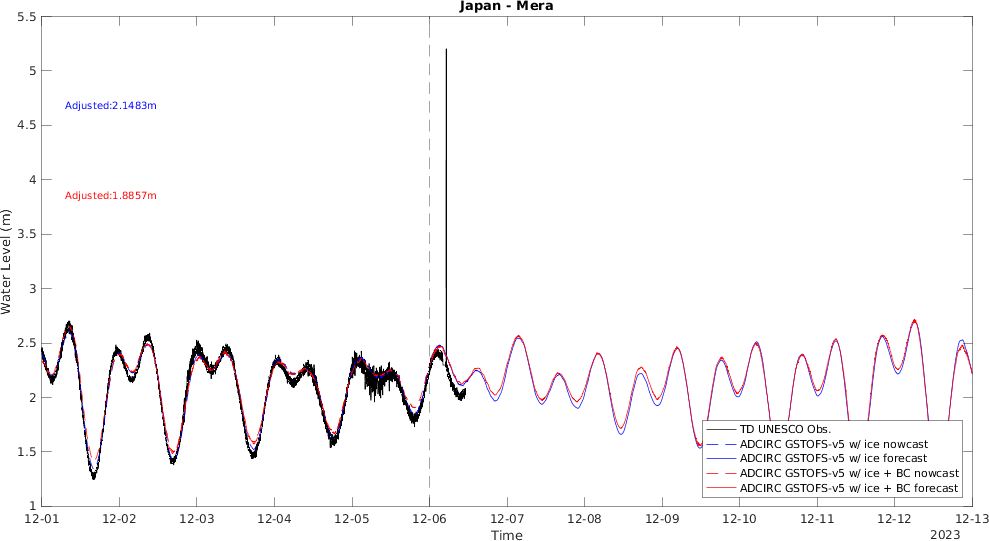 Japan - Mera
5.5
5
4.5
4
3.5
3
2.5
2
1.5
1
Water Level (m)
Adjusted:2.1483m
Adjusted:1.8857m
TD UNESCO Obs.
ADCIRC GSTOFS-v5 w/ ice nowcast
ADCIRC GSTOFS-v5 w/ ice forecast
ADCIRC GSTOFS-v5 w/ ice + BC nowcast
ADCIRC GSTOFS-v5 w/ ice + BC forecast
12-01 12-02 12-03 12-04 12-05 12-06 12-07 12-08 12-09 12-10 12-11 12-12 12-13
Time
2023